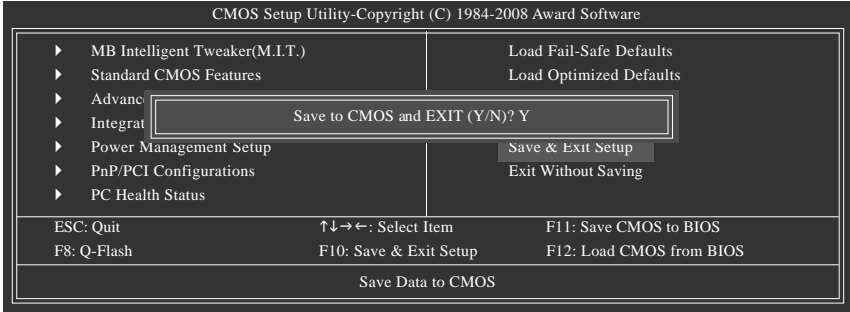 CMOS Setup Utility-Copyright (C) 1984-2008 Award Software
MB Intelligent Tweaker(M.I.T.)
Load Fail-Safe Defaults
Standard CMOS Features
Load Optimized Defaults
Save to CMOS and EXIT (Y/N)? Y
Power Management Setup
Save & Exit Setup
PnP/PCI Configurations
Exit Without Saving
PC Health Status
ESC: Quit
↑↓→←: Select Item
F11: Save CMOS to BIOS
F8: Q-Flash
F10: Save & Exit Setup
F12: Load CMOS from BIOS
Save Data to CMOS